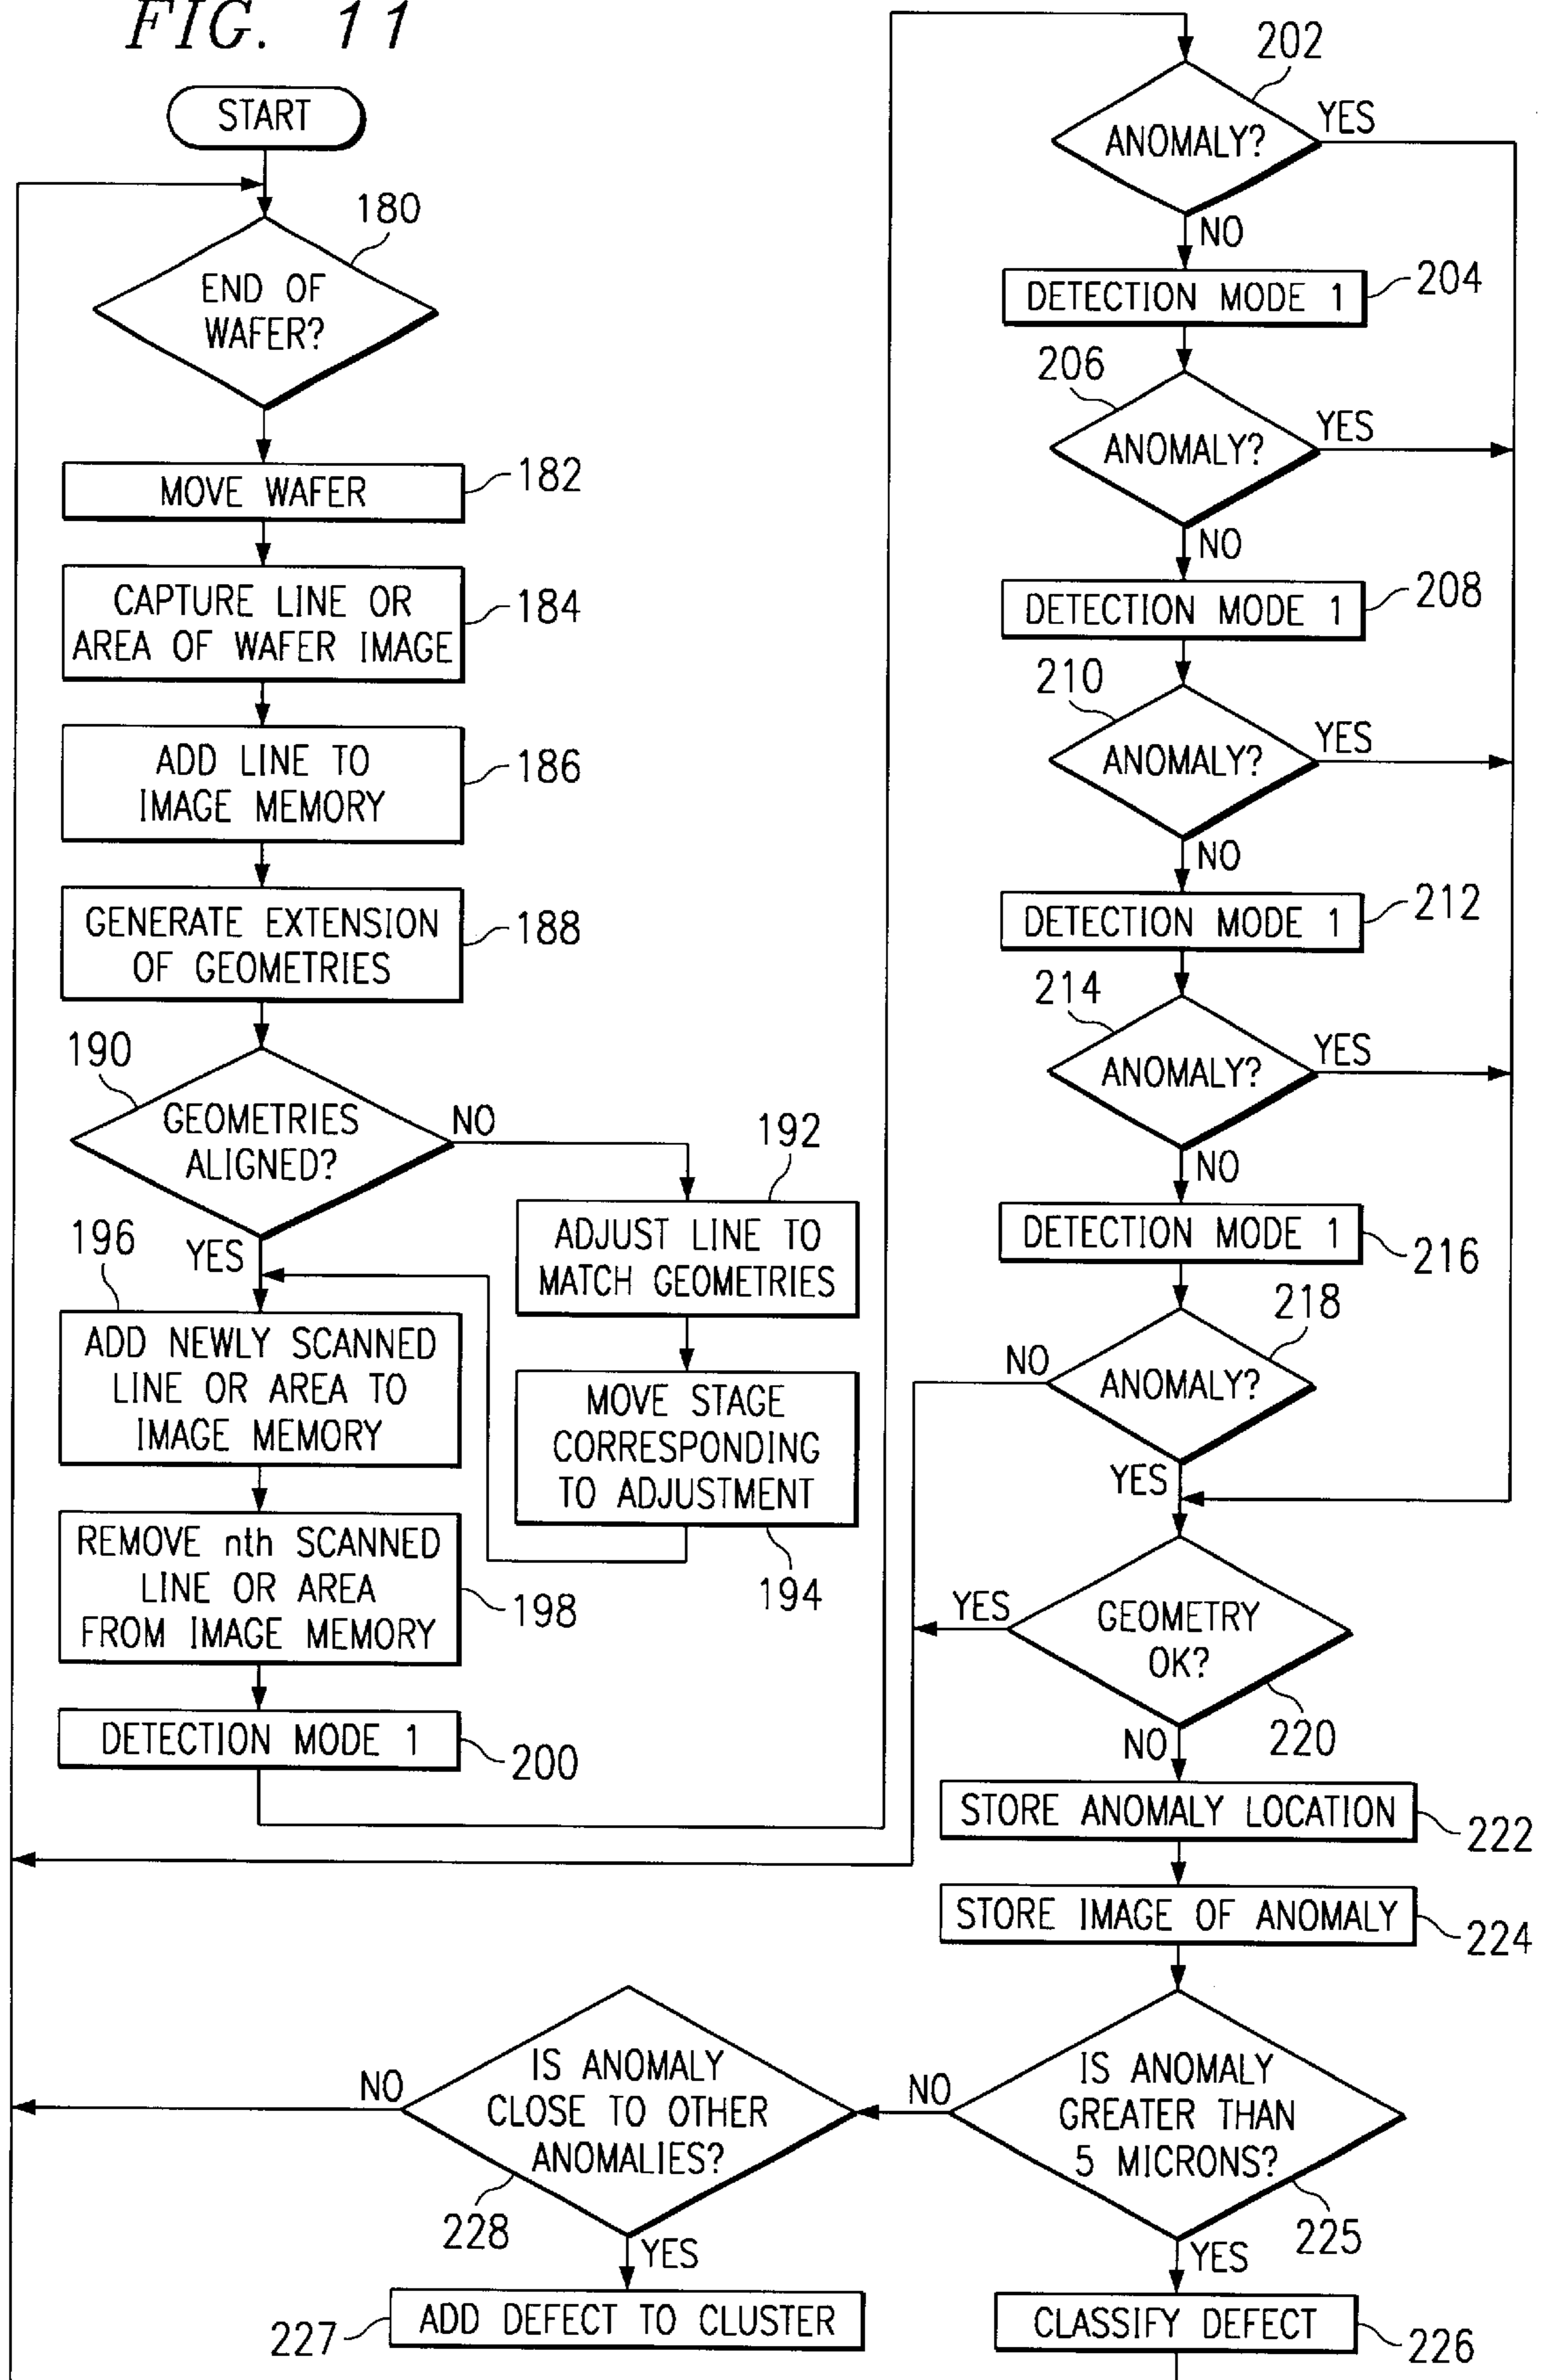 FIG. 11
START
180
END OF
WAFER?
MOVE WAFER
182
CAPTURE LINE OR
AREA OF WAFER IMAGE
184
ADD LINE TO
IMAGE MEMORY
186
GENERATE EXTENSION
OF GEOMETRIES
188
190
GEOMETRIES
ALIGNED?
NO
YES
192
ADJUST LINE TO
MATCH GEOMETRIES
MOVE STAGE
CORRESPONDING
TO ADJUSTMENT
194
196
ADD NEWLY SCANNED
LINE OR AREA TO
IMAGE MEMORY
REMOVE nth SCANNED
LINE OR AREA
FROM IMAGE MEMORY
198
DETECTION MODE 1
200
202
ANOMALY?
YES
NO
DETECTION MODE 1
204
206
ANOMALY?
YES
NO
DETECTION MODE 1
208
210
ANOMALY?
YES
NO
DETECTION MODE 1
212
214
ANOMALY?
YES
NO
DETECTION MODE 1
216
218
NO
ANOMALY?
YES
YES
GEOMETRY
OK?
220
NO
STORE ANOMALY LOCATION
222
STORE IMAGE OF ANOMALY
224
IS ANOMALY
GREATER THAN
5 MICRONS?
225
NO
YES
IS ANOMALY
CLOSE TO OTHER
ANOMALIES?
228
NO
YES
ADD DEFECT TO CLUSTER
227
CLASSIFY DEFECT
226